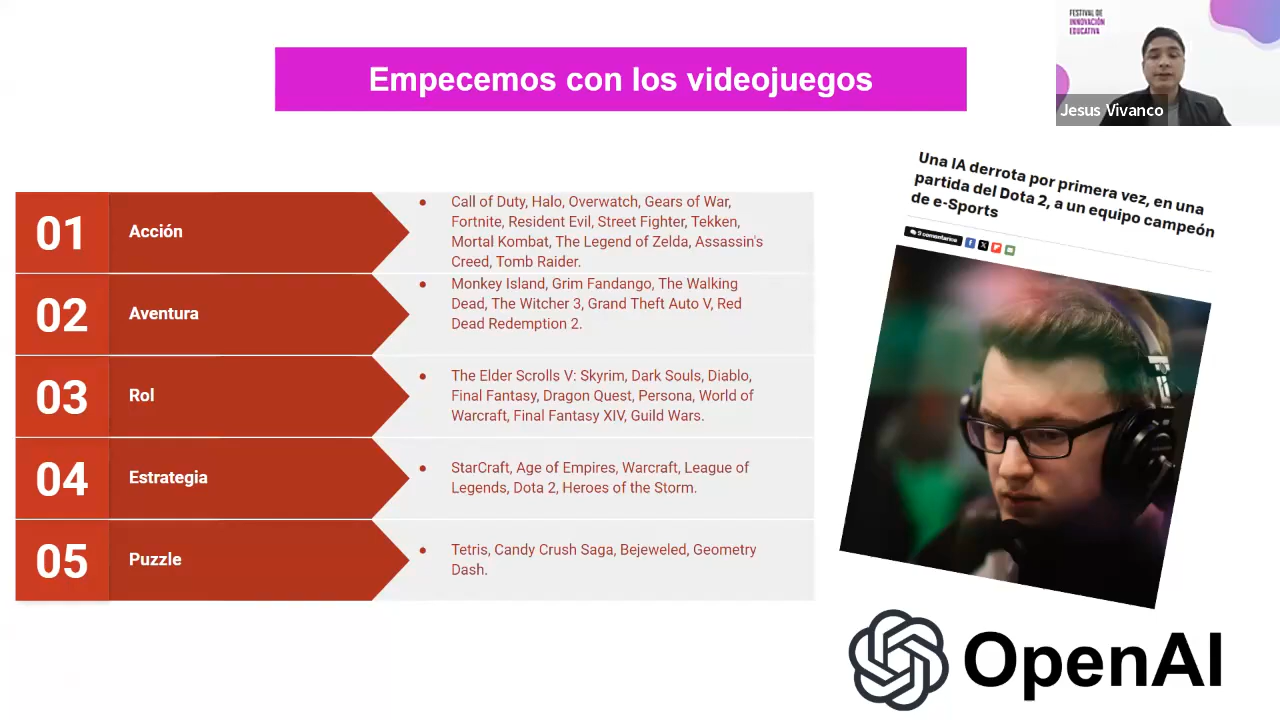 FESTIVAL DE
INNOVACIÓN
EDUCATIVA
Jesus Vivanco
Empecemos con los videojuegos
01
Acción
● Call of Duty, Halo, Overwatch, Gears of War,
Fortnite, Resident Evil, Street Fighter, Tekken,
Mortal Kombat, The Legend of Zelda, Assassin's
Creed, Tomb Raider.
02
Aventura
● Monkey Island, Grim Fandango, The Walking
Dead, The Witcher 3, Grand Theft Auto V, Red
Dead Redemption 2.
03
Rol
● The Elder Scrolls V: Skyrim, Dark Souls, Diablo,
Final Fantasy, Dragon Quest, Persona, World of
Warcraft, Final Fantasy XIV, Guild Wars.
04
Estrategia
● StarCraft, Age of Empires, Warcraft, League of
Legends, Dota 2, Heroes of the Storm.
05
Puzzle
● Tetris, Candy Crush Saga, Bejeweled, Geometry
Dash.
Una IA derrota por primera vez, en una
partida del Dota 2, a un equipo campeón
de e-Sports
comentarios
OpenAI